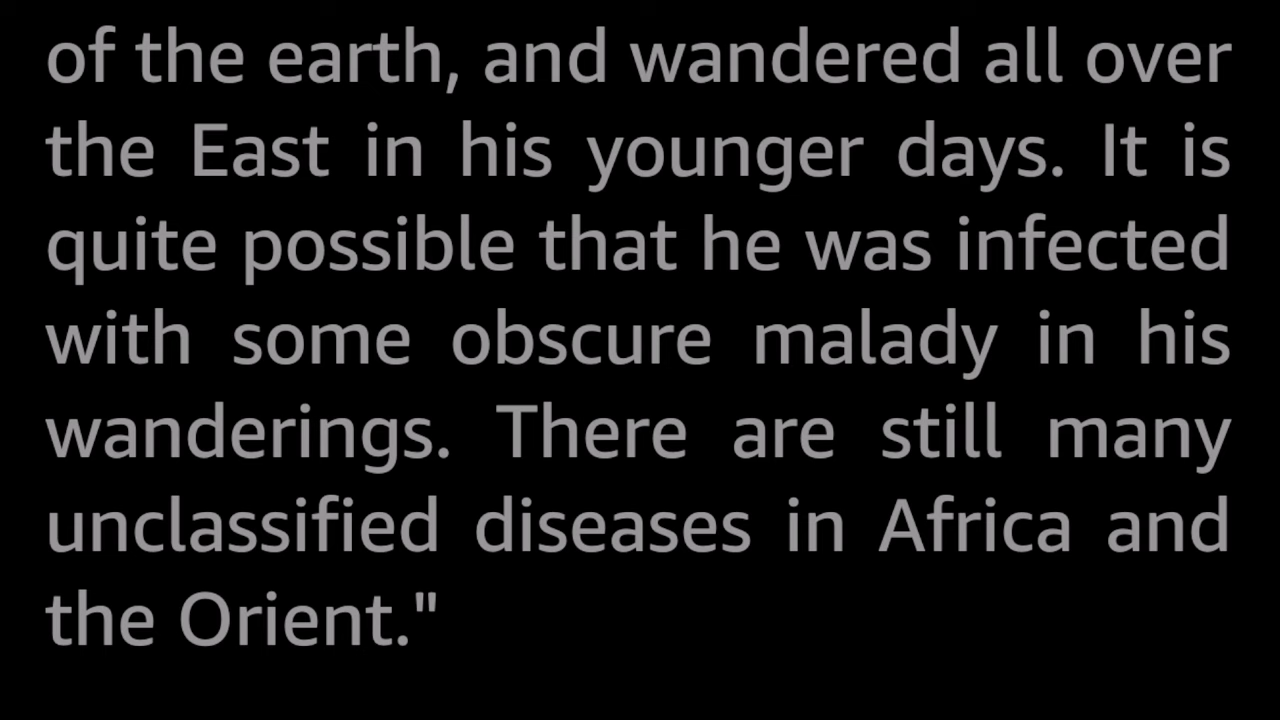 of the earth, and wandered all over
the East in his younger days. It is
quite possible that he was infected
with some obscure malady in his
wanderings. There are still many
unclassified diseases in Africa and
the Orient."